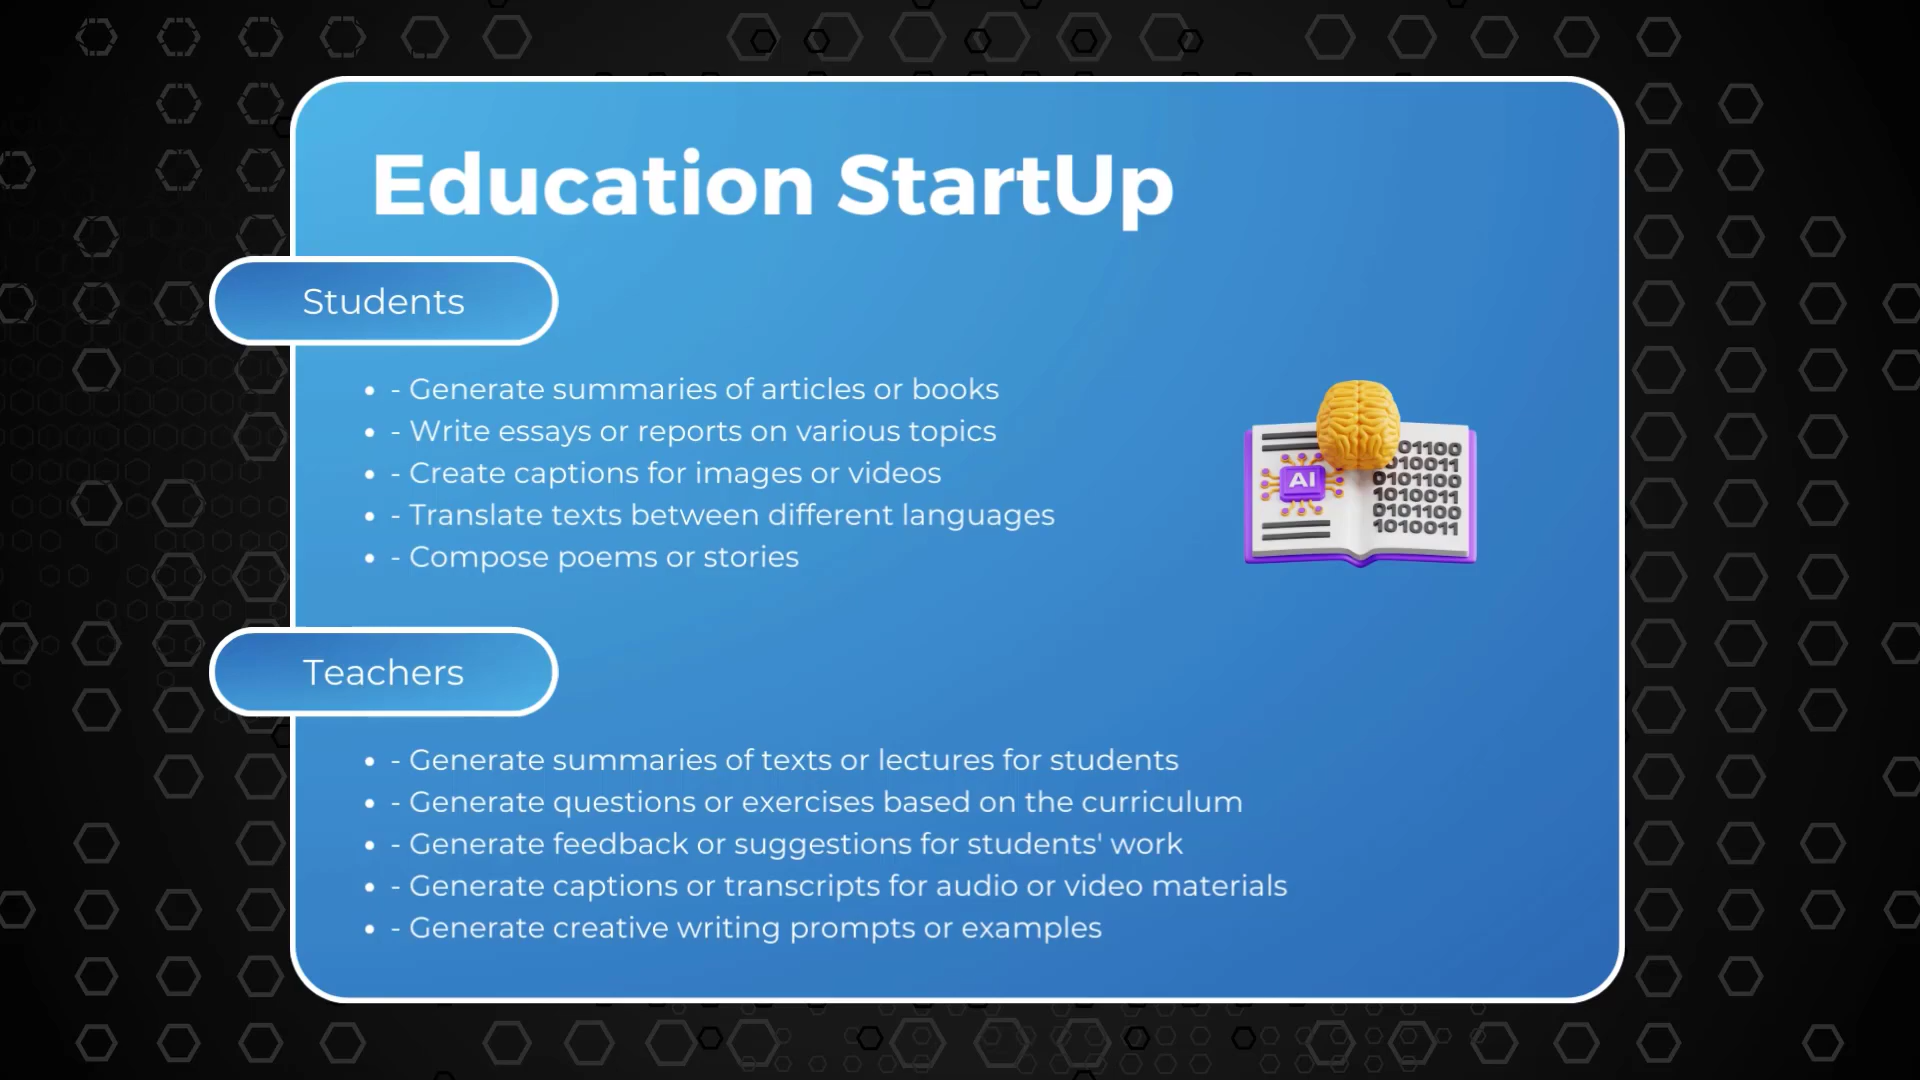 Education StartUp
Students
- Generate summaries of articles or books
- Write essays or reports on various topics
- Create captions for images or videos
- Translate texts between different languages
- Compose poems or stories
AI
01100
010011
0101100
1010011
0101100
1010011
Teachers
- Generate summaries of texts or lectures for students
- Generate questions or exercises based on the curriculum
- Generate feedback or suggestions for students' work
- Generate captions or transcripts for audio or video materials
- Generate creative writing prompts or examples